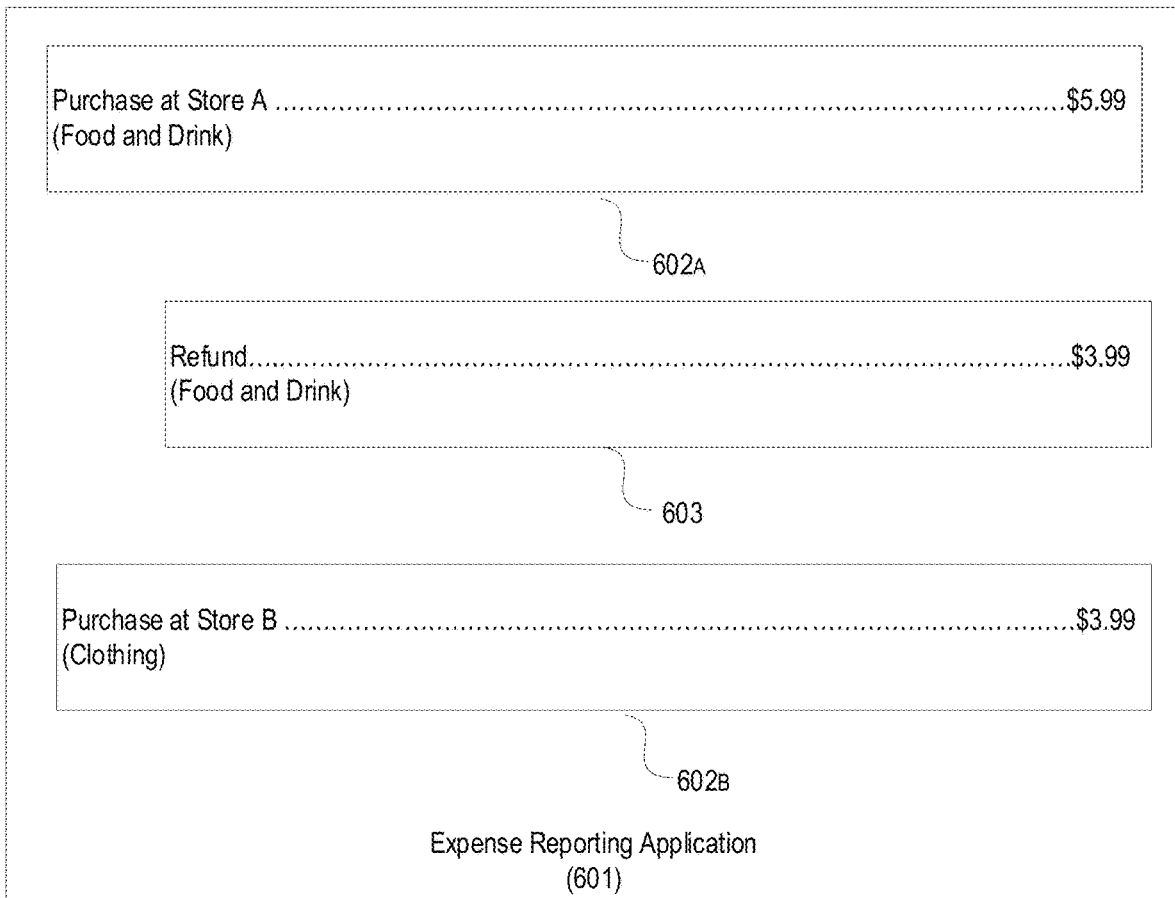 Purchase at Store A ........................................................................................................$5.99
(Food and Drink)
602A
Refund........................................................................................................$3.99
(Food and Drink)
603
Purchase at Store B ........................................................................................................$3.99
(Clothing)
602B
Expense Reporting Application
(601)